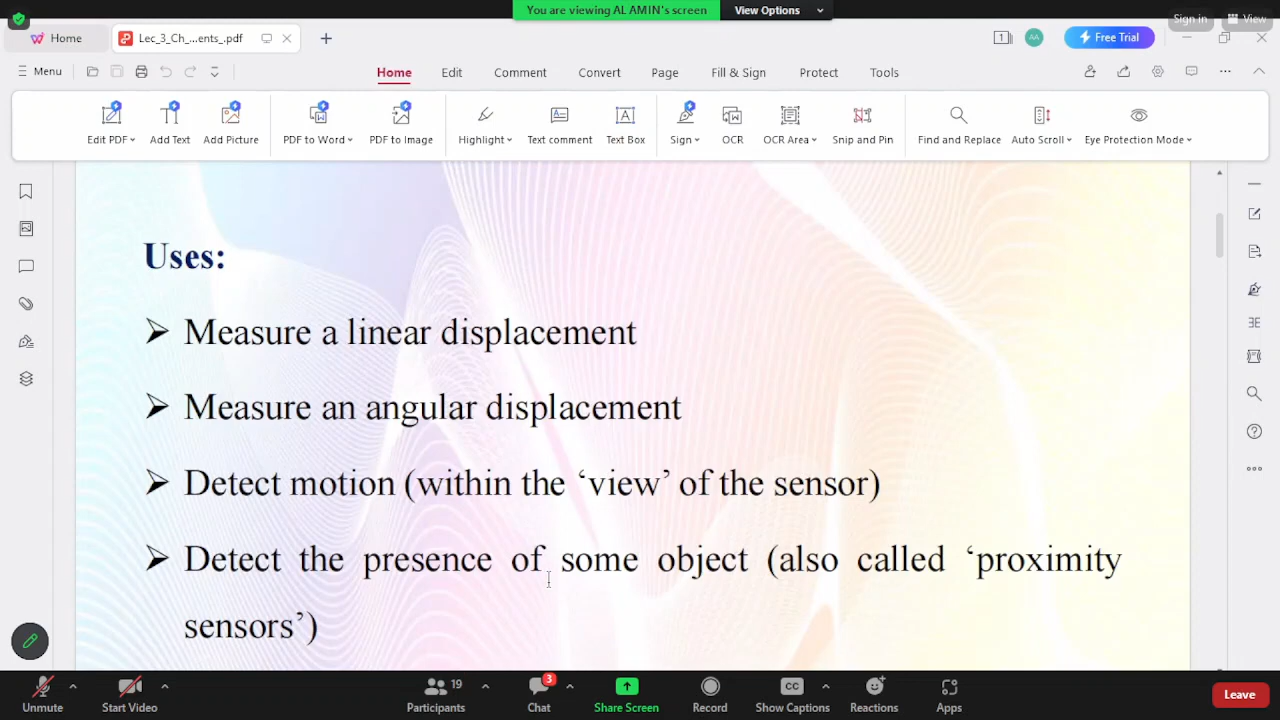 You are viewing AL AMIN's screen
View Options
Sign in
View
Home
Lec_3_Ch_...ents_.pdf
1
AA
Free Trial
Menu
Home
Edit
Comment
Convert
Page
Fill & Sign
Protect
Tools
Edit PDF
Add Text
Add Picture
PDF to Word
PDF to Image
Highlight
Text comment
Text Box
Sign
OCR
OCR Area
Snip and Pin
Find and Replace
Auto Scroll
Eye Protection Mode
Uses:
➢ Measure a linear displacement
➢ Measure an angular displacement
➢ Detect motion (within the ‘view’ of the sensor)
➢ Detect the presence of some object (also called ‘proximity
sensors’)
Unmute
Start Video
19
Participants
3
Chat
Share Screen
Record
CC
Show Captions
Reactions
Apps
Leave